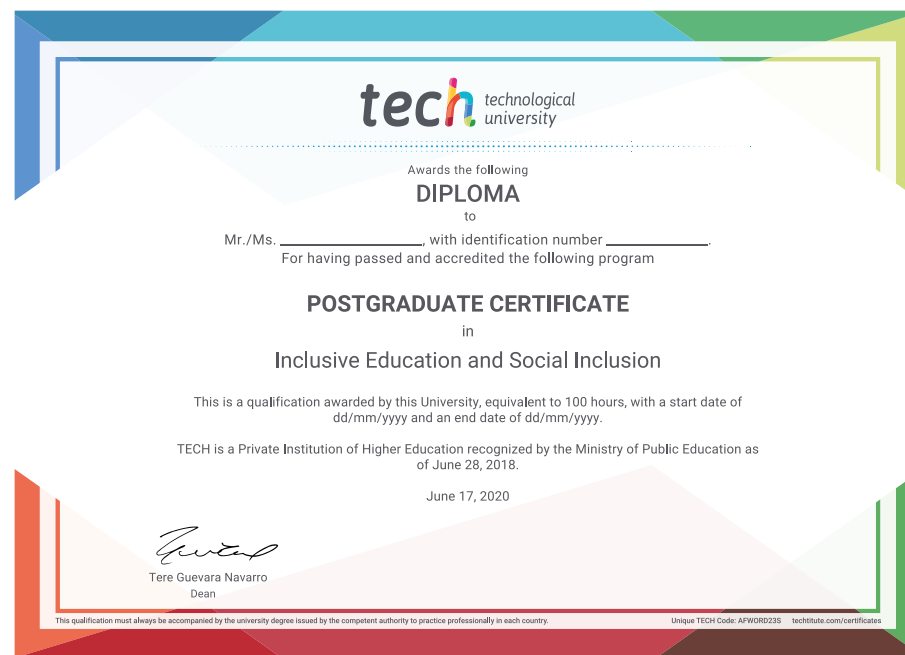 tech technological
university
Awards the following
DIPLOMA
to
Mr./Ms. ____________________, with identification number ______________.
For having passed and accredited the following program
POSTGRADUATE CERTIFICATE
in
Inclusive Education and Social Inclusion
This is a qualification awarded by this University, equivalent to 100 hours, with a start date of
dd/mm/yyyy and an end date of dd/mm/yyyy.
TECH is a Private Institution of Higher Education recognized by the Ministry of Public Education as
of June 28, 2018.
June 17, 2020
Tere Guevara Navarro
Dean
This qualification must always be accompanied by the university degree issued by the competent authority to practice professionally in each country.
Unique TECH Code: AFWORD23S techtitute.com/certificates